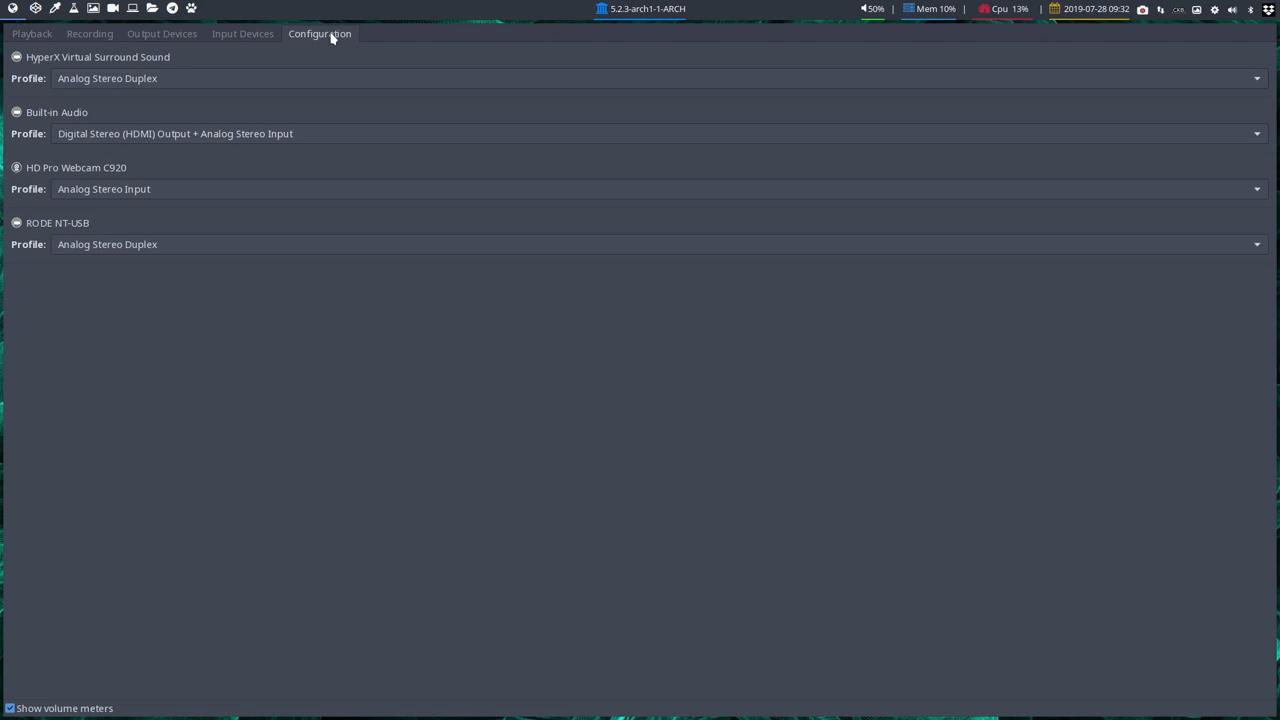 5.2.3-arch1-1-ARCH
50% | Mem 10% | Cpu 13% | 2019-07-28 09:32
Playback Recording Output Devices Input Devices Configuration
HyperX Virtual Surround Sound
Profile: Analog Stereo Duplex
Built-in Audio
Profile: Digital Stereo (HDMI) Output + Analog Stereo Input
HD Pro Webcam C920
Profile: Analog Stereo Input
RODE NT-USB
Profile: Analog Stereo Duplex
Show volume meters